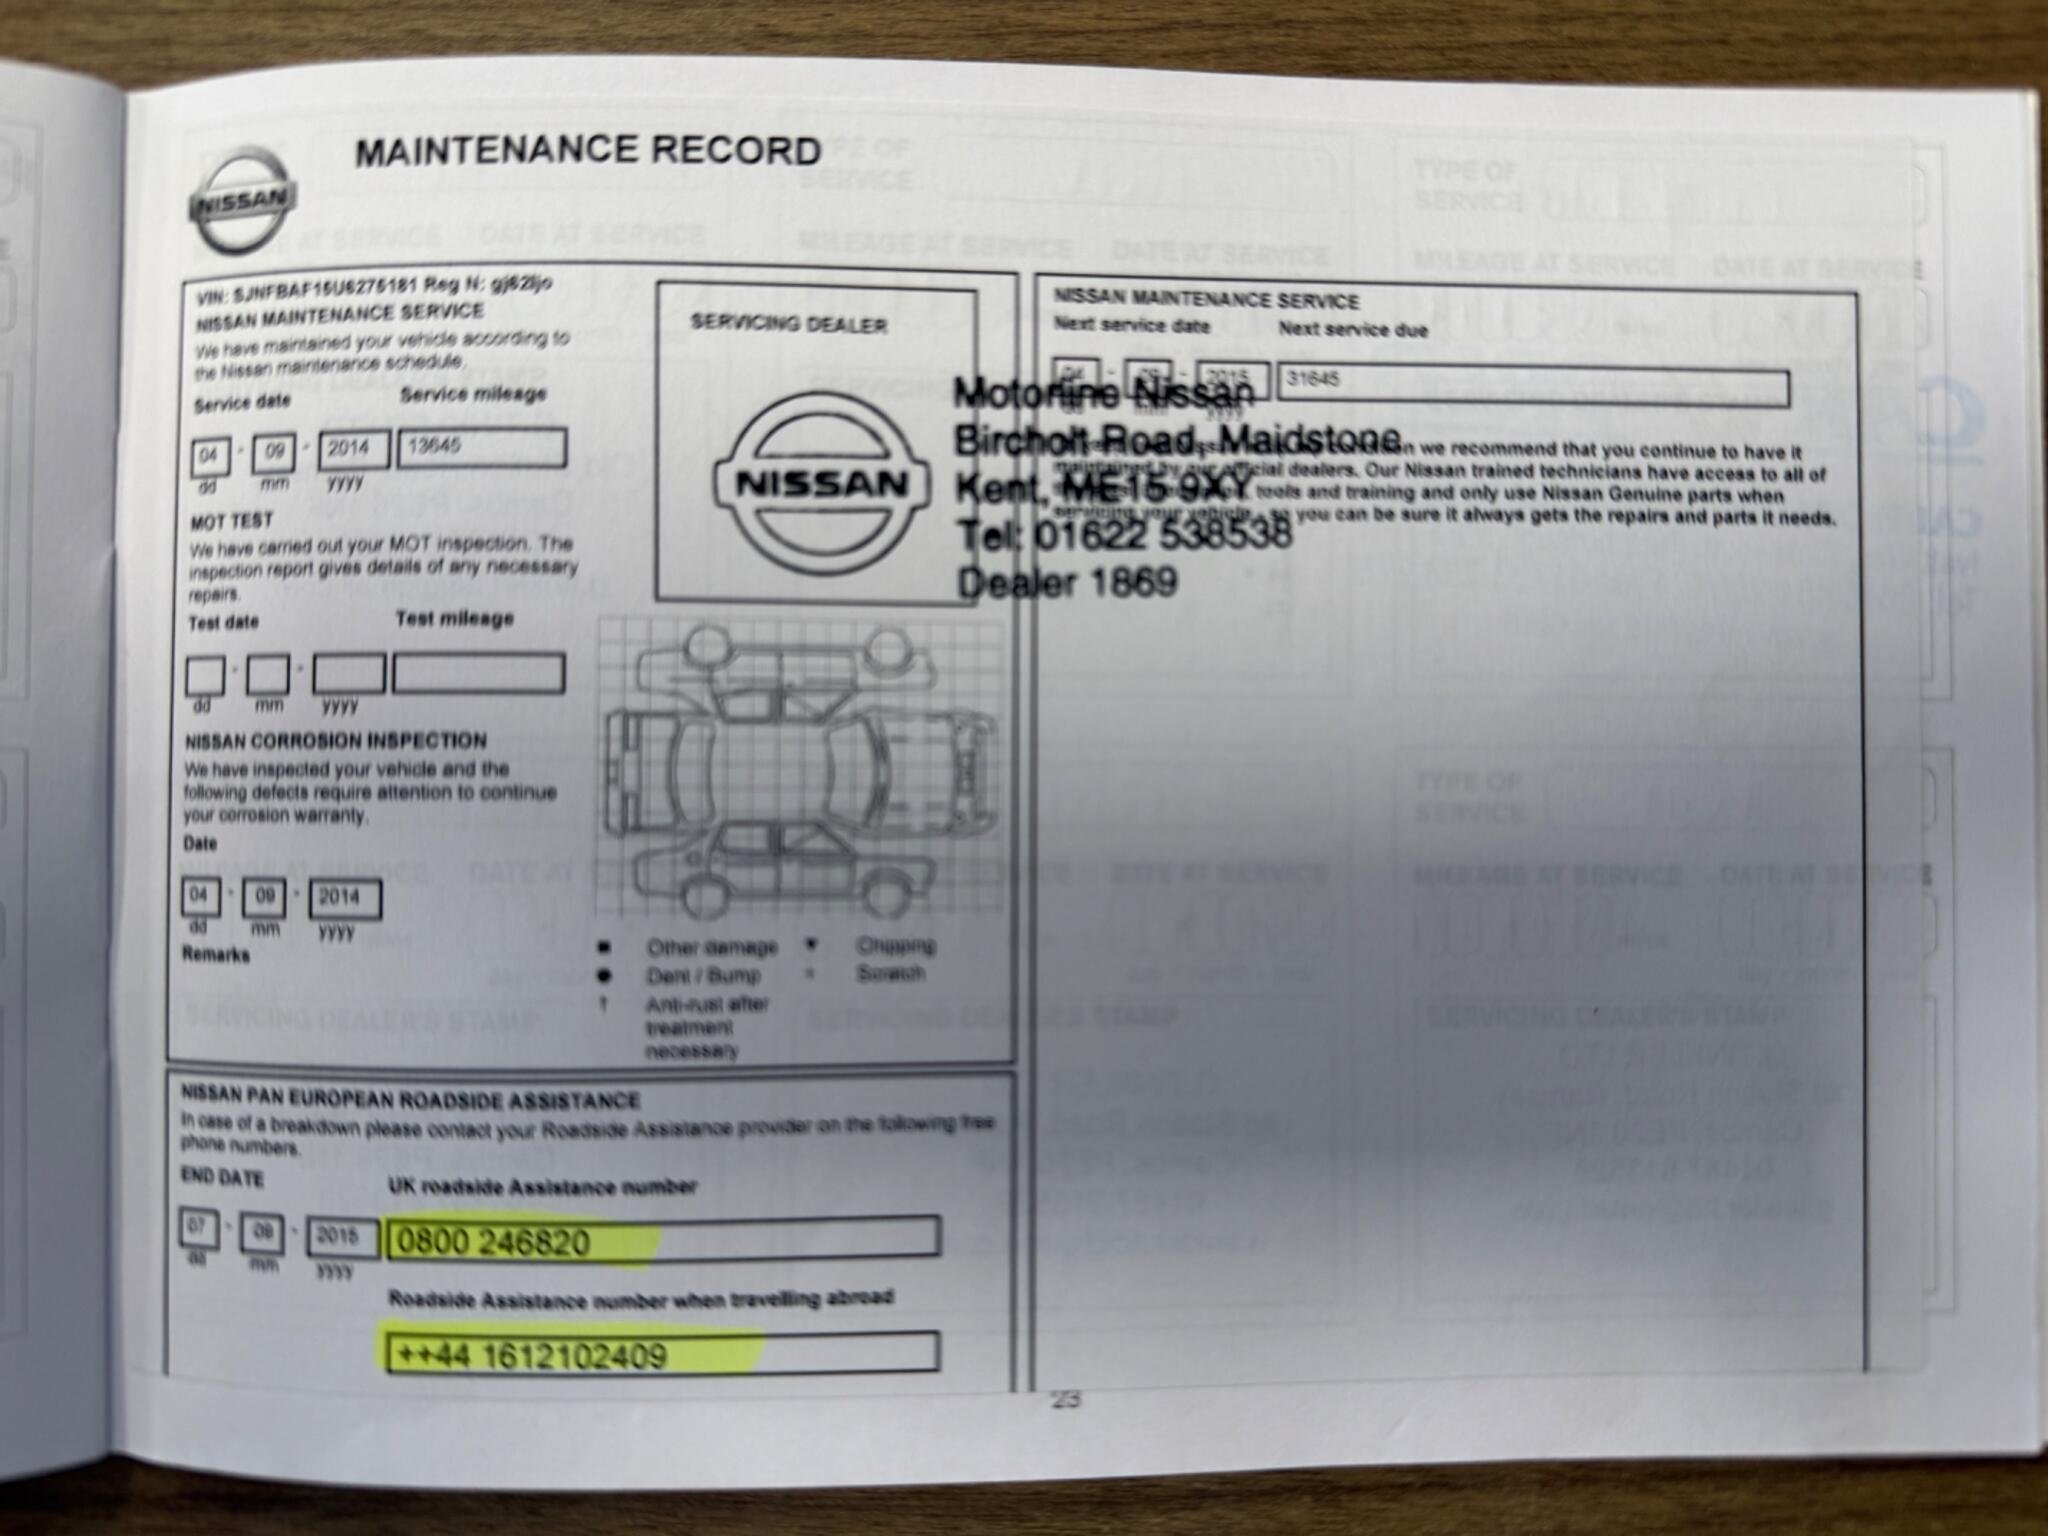 MAINTENANCE RECORD
NISSAN
VIN: SJNFBAF15U6275181 Reg N: gj62ljo
NISSAN MAINTENANCE SERVICE
We have maintained your vehicle according to
the Nissan maintenance schedule.
Service date Service mileage
04 - 09 - 2014 13645
dd mm yyyy
MOT TEST
We have carried out your MOT inspection. The
inspection report gives details of any necessary
repairs.
Test date Test mileage
- -
dd mm yyyy
NISSAN CORROSION INSPECTION
We have inspected your vehicle and the
following defects require attention to continue
your corrosion warranty.
Date
04 - 09 - 2014
dd mm yyyy
Remarks
SERVICING DEALER
NISSAN
Motorline Nissan
Bircholt Road, Maidstone
Kent, ME15 9XY
Tel: 01622 538538
Dealer 1869
Other damage Chipping
Dent / Bump Scratch
Anti-rust after
treatment
necessary
NISSAN MAINTENANCE SERVICE
Next service date Next service due
04 - 09 - 2015 31645
mm yyyy
condition we recommend that you continue to have it
maintained by our official dealers. Our Nissan trained technicians have access to all of
tools and training and only use Nissan Genuine parts when
servicing your vehicle - so you can be sure it always gets the repairs and parts it needs.
NISSAN PAN EUROPEAN ROADSIDE ASSISTANCE
In case of a breakdown please contact your Roadside Assistance provider on the following free
phone numbers.
END DATE UK roadside Assistance number
07 - 09 - 2015 0800 246820
dd mm yyyy
Roadside Assistance number when travelling abroad
++44 1612102409
23